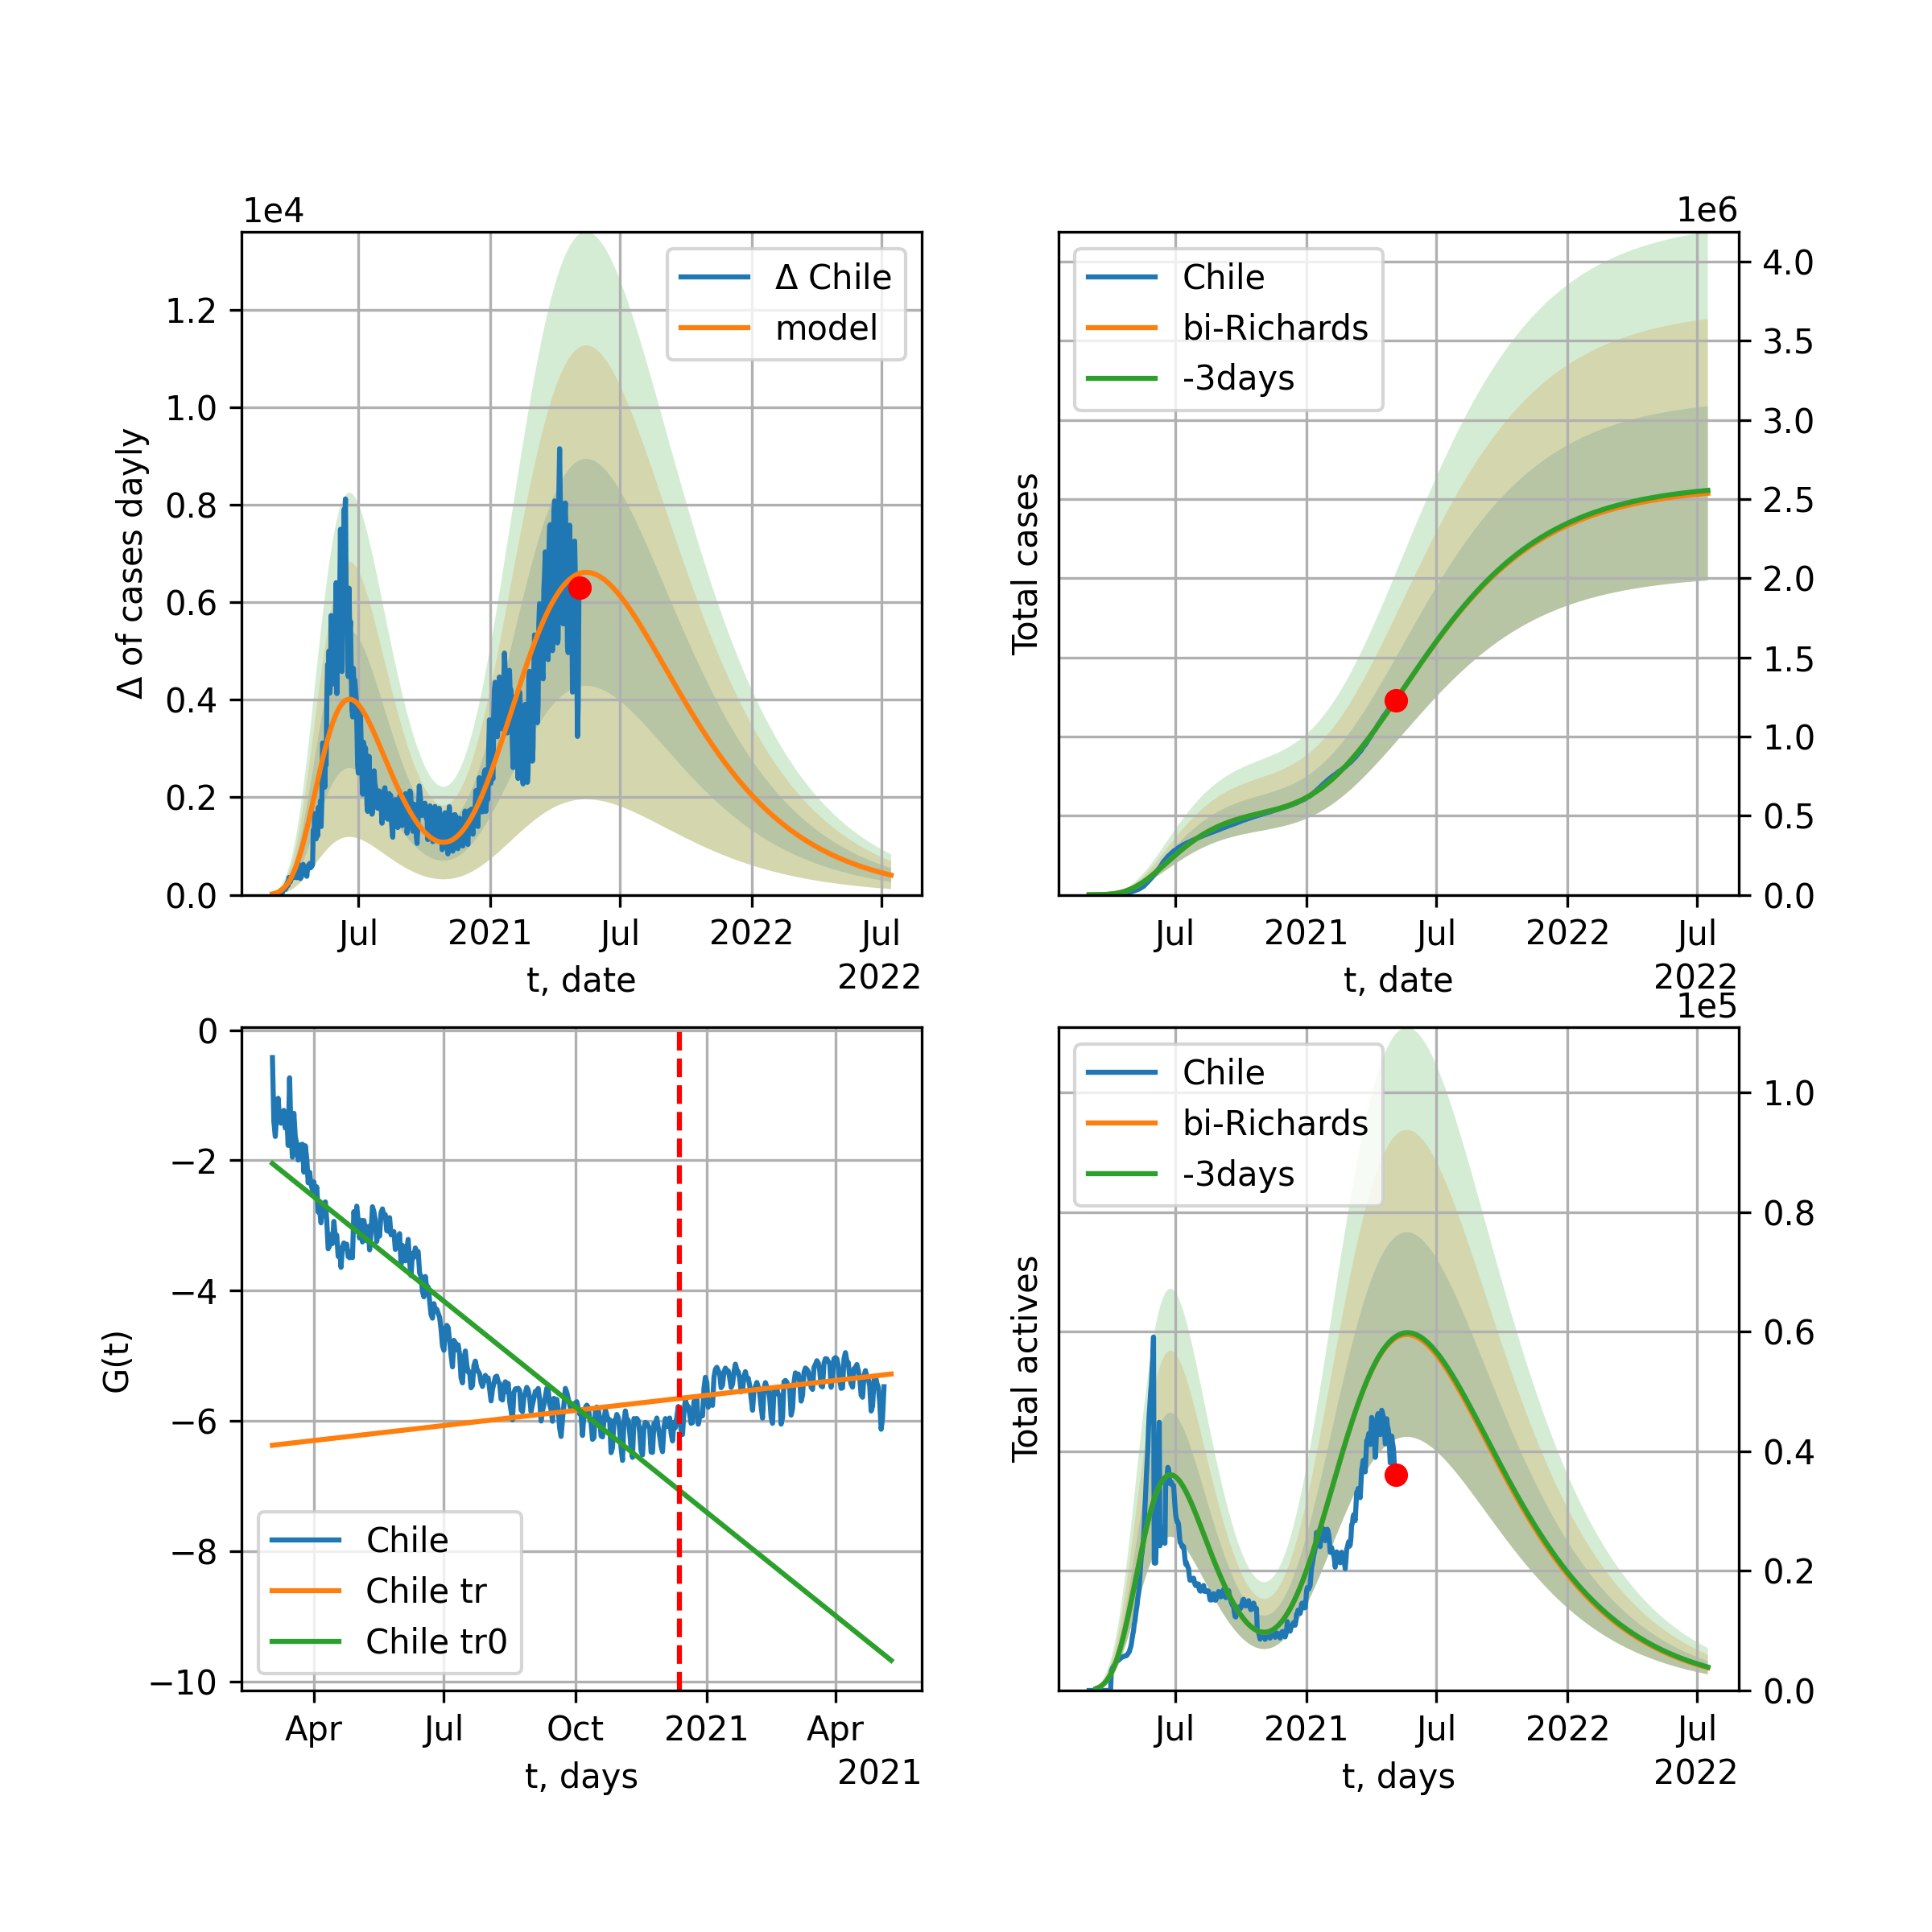 1e4
Δ of cases dayly
1.2
1.0
0.8
0.6
0.4
0.2
0.0
Δ Chile
model
Jul
2021
Jul
2022
Jul
2022
t, date
1e6
Total cases
Chile
bi-Richards
-3days
4.0
3.5
3.0
2.5
2.0
1.5
1.0
0.5
0.0
Jul
2021
Jul
2022
Jul
2022
t, date
G(t)
0
−2
−4
−6
−8
−10
Chile
Chile tr
Chile tr0
Apr
Jul
Oct
2021
Apr
2021
t, days
1e5
Total actives
Chile
bi-Richards
-3days
1.0
0.8
0.6
0.4
0.2
0.0
Jul
2021
Jul
2022
Jul
2022
t, days